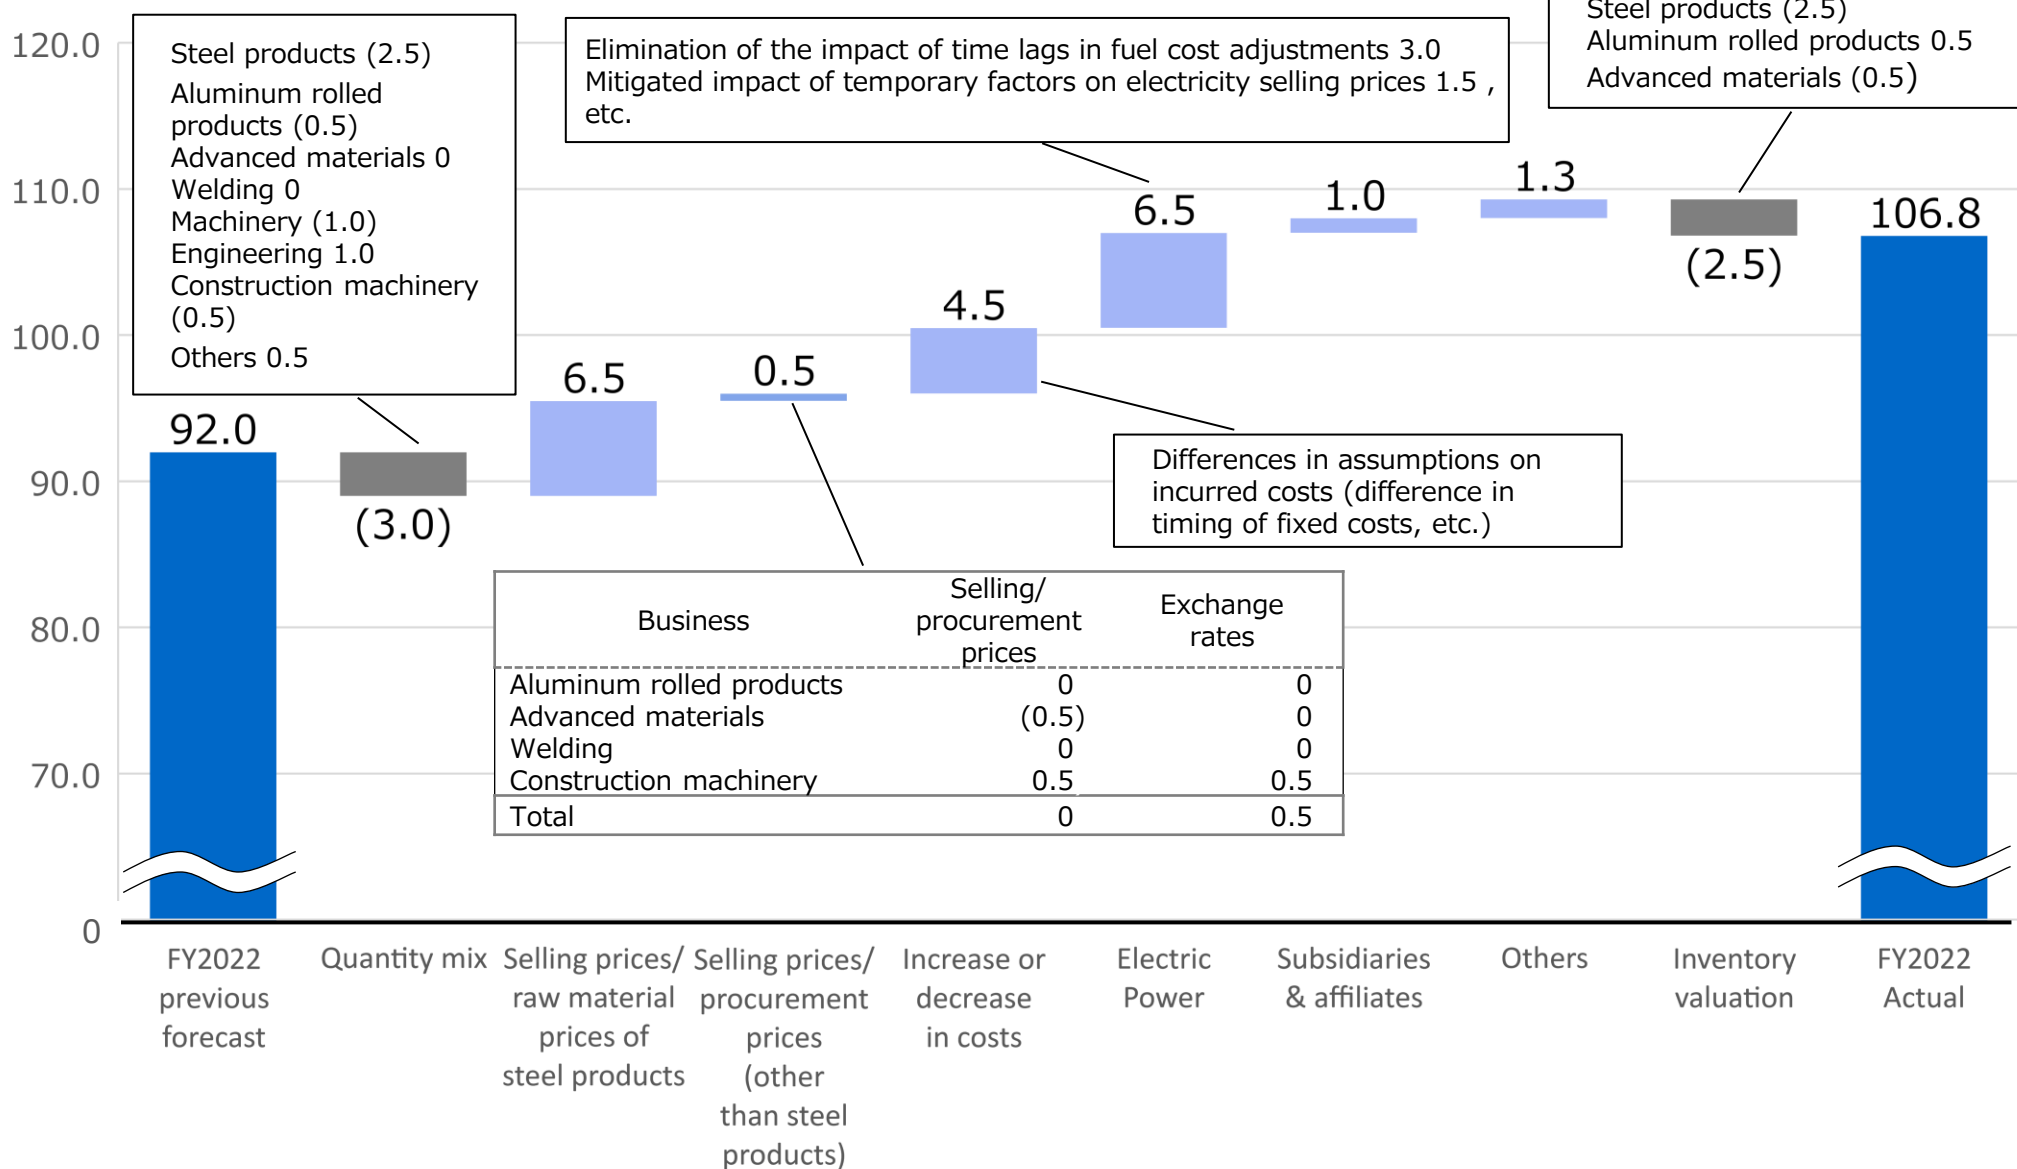 Steel products (2.5)
Aluminum rolled
products (0.5)
Advanced materials 0
Welding 0
Machinery (1.0)
Engineering 1.0
Construction machinery
(0.5)
Others 0.5
Elimination of the impact of time lags in fuel cost adjustments 3.0
Mitigated impact of temporary factors on electricity selling prices 1.5 ,
etc.
Steel products (2.5)
Aluminum rolled products 0.5
Advanced materials (0.5)
120.0
110.0
100.0
90.0
80.0
70.0
0
92.0
(3.0)
6.5
0.5
4.5
6.5
1.0
1.3
(2.5)
106.8
Differences in assumptions on
incurred costs (difference in
timing of fixed costs, etc.)
Business
Selling/
procurement
prices
Exchange
rates
Aluminum rolled products 0 0
Advanced materials (0.5) 0
Welding 0 0
Construction machinery 0.5 0.5
Total 0 0.5
FY2022
previous
forecast
Quantity mix
Selling prices/
raw material
prices of
steel products
Selling prices/
procurement
prices
(other
than steel
products)
Increase or
decrease
in costs
Electric
Power
Subsidiaries
& affiliates
Others
Inventory
valuation
FY2022
Actual